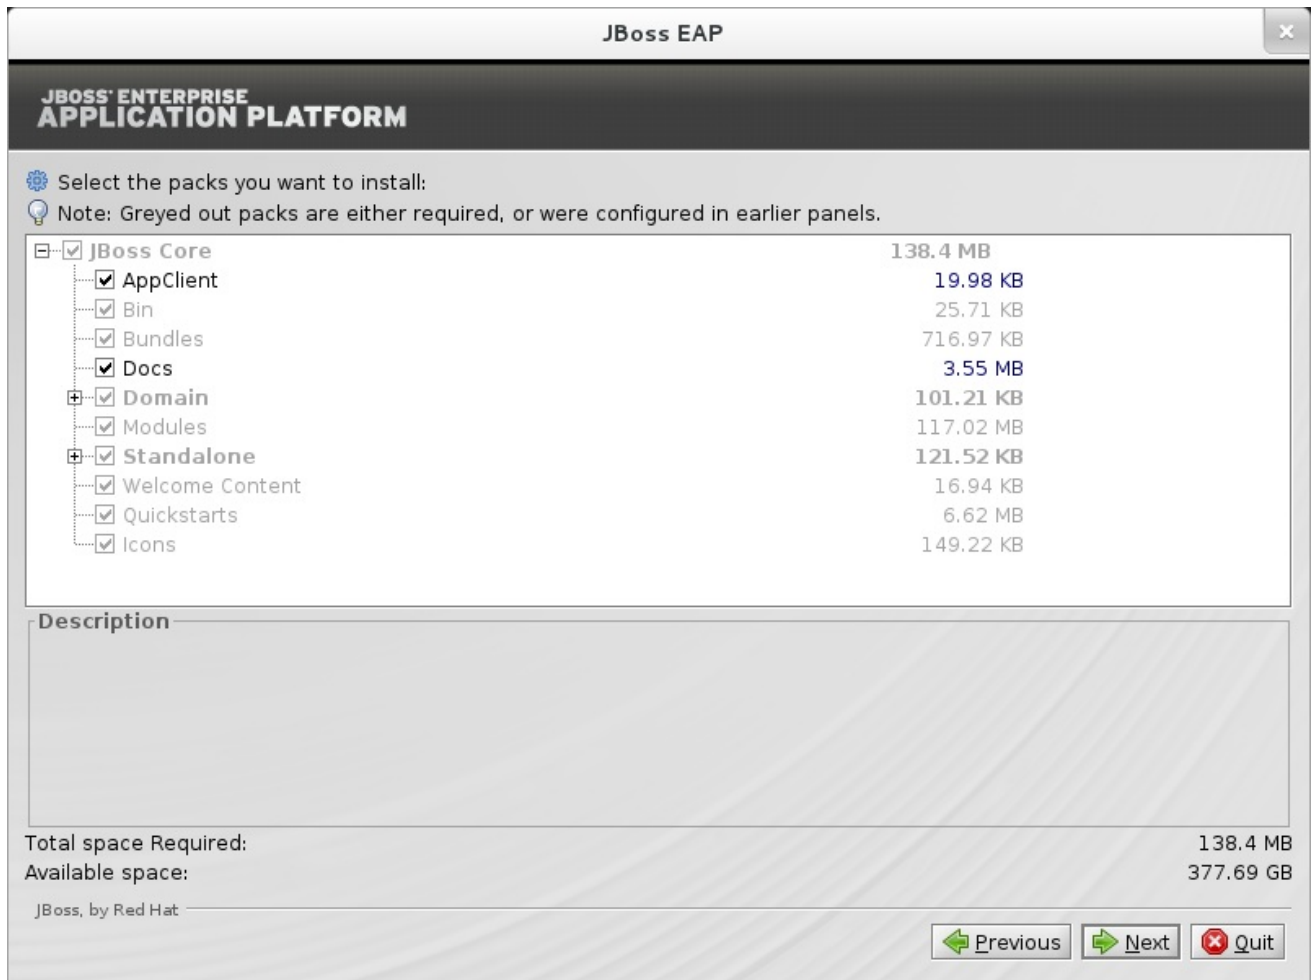 JBoss EAP
JBOSS' ENTERPRISE
APPLICATION PLATFORM
Select the packs you want to install:
Note: Greyed out packs are either required, or were configured in earlier panels.
JBoss Core 138.4 MB
AppClient 19.98 KB
Bin 25.71 KB
Bundles 716.97 KB
Docs 3.55 MB
Domain 101.21 KB
Modules 117.02 MB
Standalone 121.52 KB
Welcome Content 16.94 KB
Quickstarts 6.62 MB
Icons 149.22 KB
Description
Total space Required: 138.4 MB
Available space: 377.69 GB
JBoss, by Red Hat
Previous Next Quit